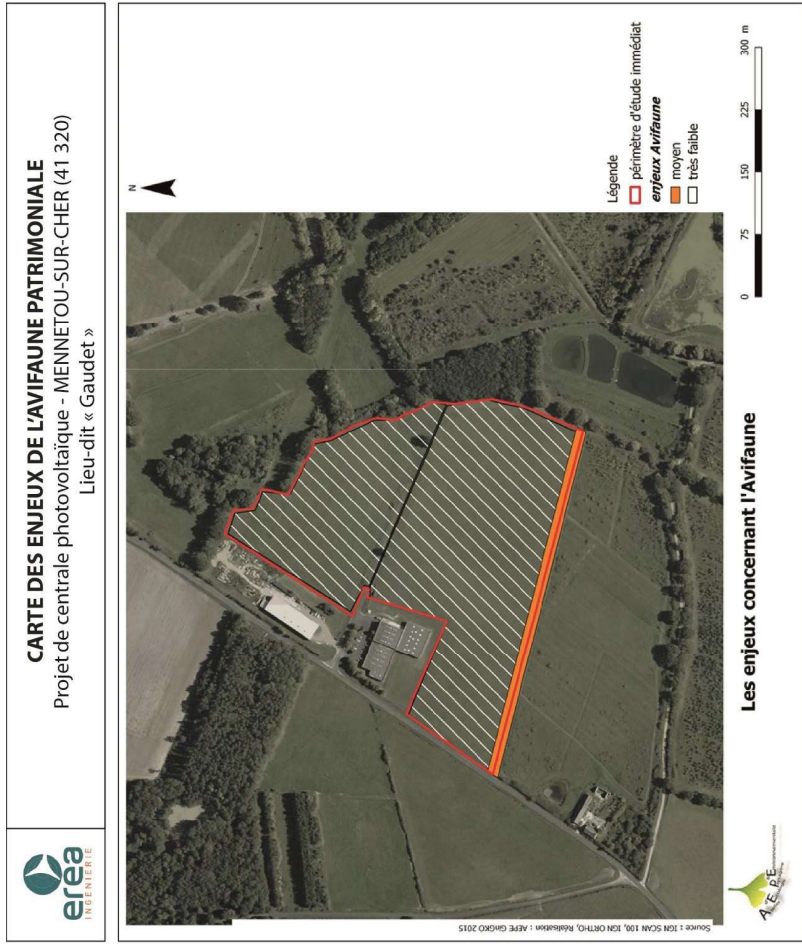 CARTE DES ENJEUX DE L'AVIFAUNE PATRIMONIALE
Projet de centrale photovoltaïque - MENNETOU-SUR-CHER (41 320)
Lieu-dit « Gaudet »
eréa
INGENIERIE
N
Légende
périmètre d'étude immédiat
enjeux Avifaune
moyen
très faible
0 75 150 225 300 m
Les enjeux concernant l'Avifaune
Source : IGN SCAN 100, IGN ORTHO, Réalisation : AEPE GINGKO 2015